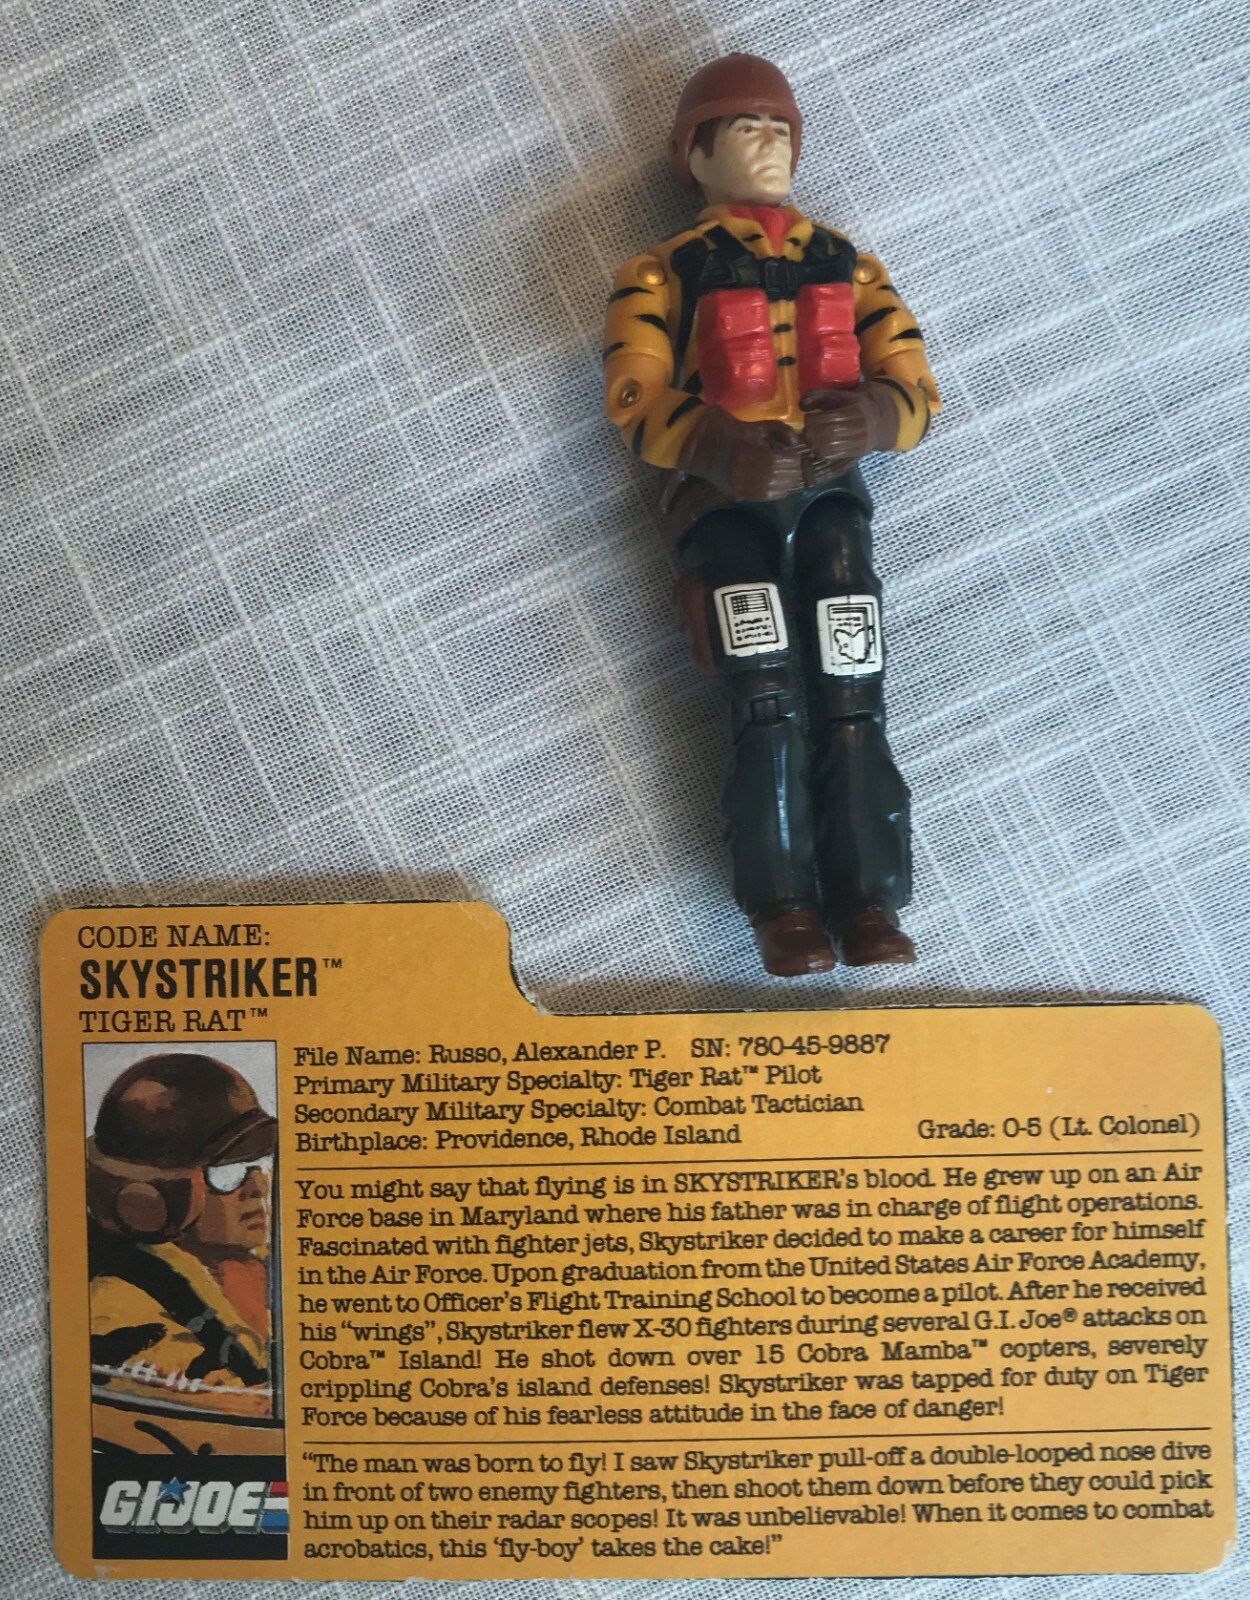 CODE NAME:
SKYSTRIKER™
TIGER RAT™
File Name: Russo, Alexander P. SN: 780-45-9887
Primary Military Specialty: Tiger Rat™ Pilot
Secondary Military Specialty: Combat Tactician
Birthplace: Providence, Rhode Island Grade: O-5 (Lt. Colonel)
You might say that flying is in SKYSTRIKER's blood. He grew up on an Air
Force base in Maryland where his father was in charge of flight operations.
Fascinated with fighter jets, Skystriker decided to make a career for himself
in the Air Force. Upon graduation from the United States Air Force Academy,
he went to Officer's Flight Training School to become a pilot. After he received
his "wings", Skystriker flew X-30 fighters during several G.I. Joe® attacks on
Cobra™ Island! He shot down over 15 Cobra Mamba™ copters, severely
crippling Cobra's island defenses! Skystriker was tapped for duty on Tiger
Force because of his fearless attitude in the face of danger!
"The man was born to fly! I saw Skystriker pull-off a double-looped nose dive
in front of two enemy fighters, then shoot them down before they could pick
him up on their radar scopes! It was unbelievable! When it comes to combat
acrobatics, this 'fly-boy' takes the cake!"
GI JOE